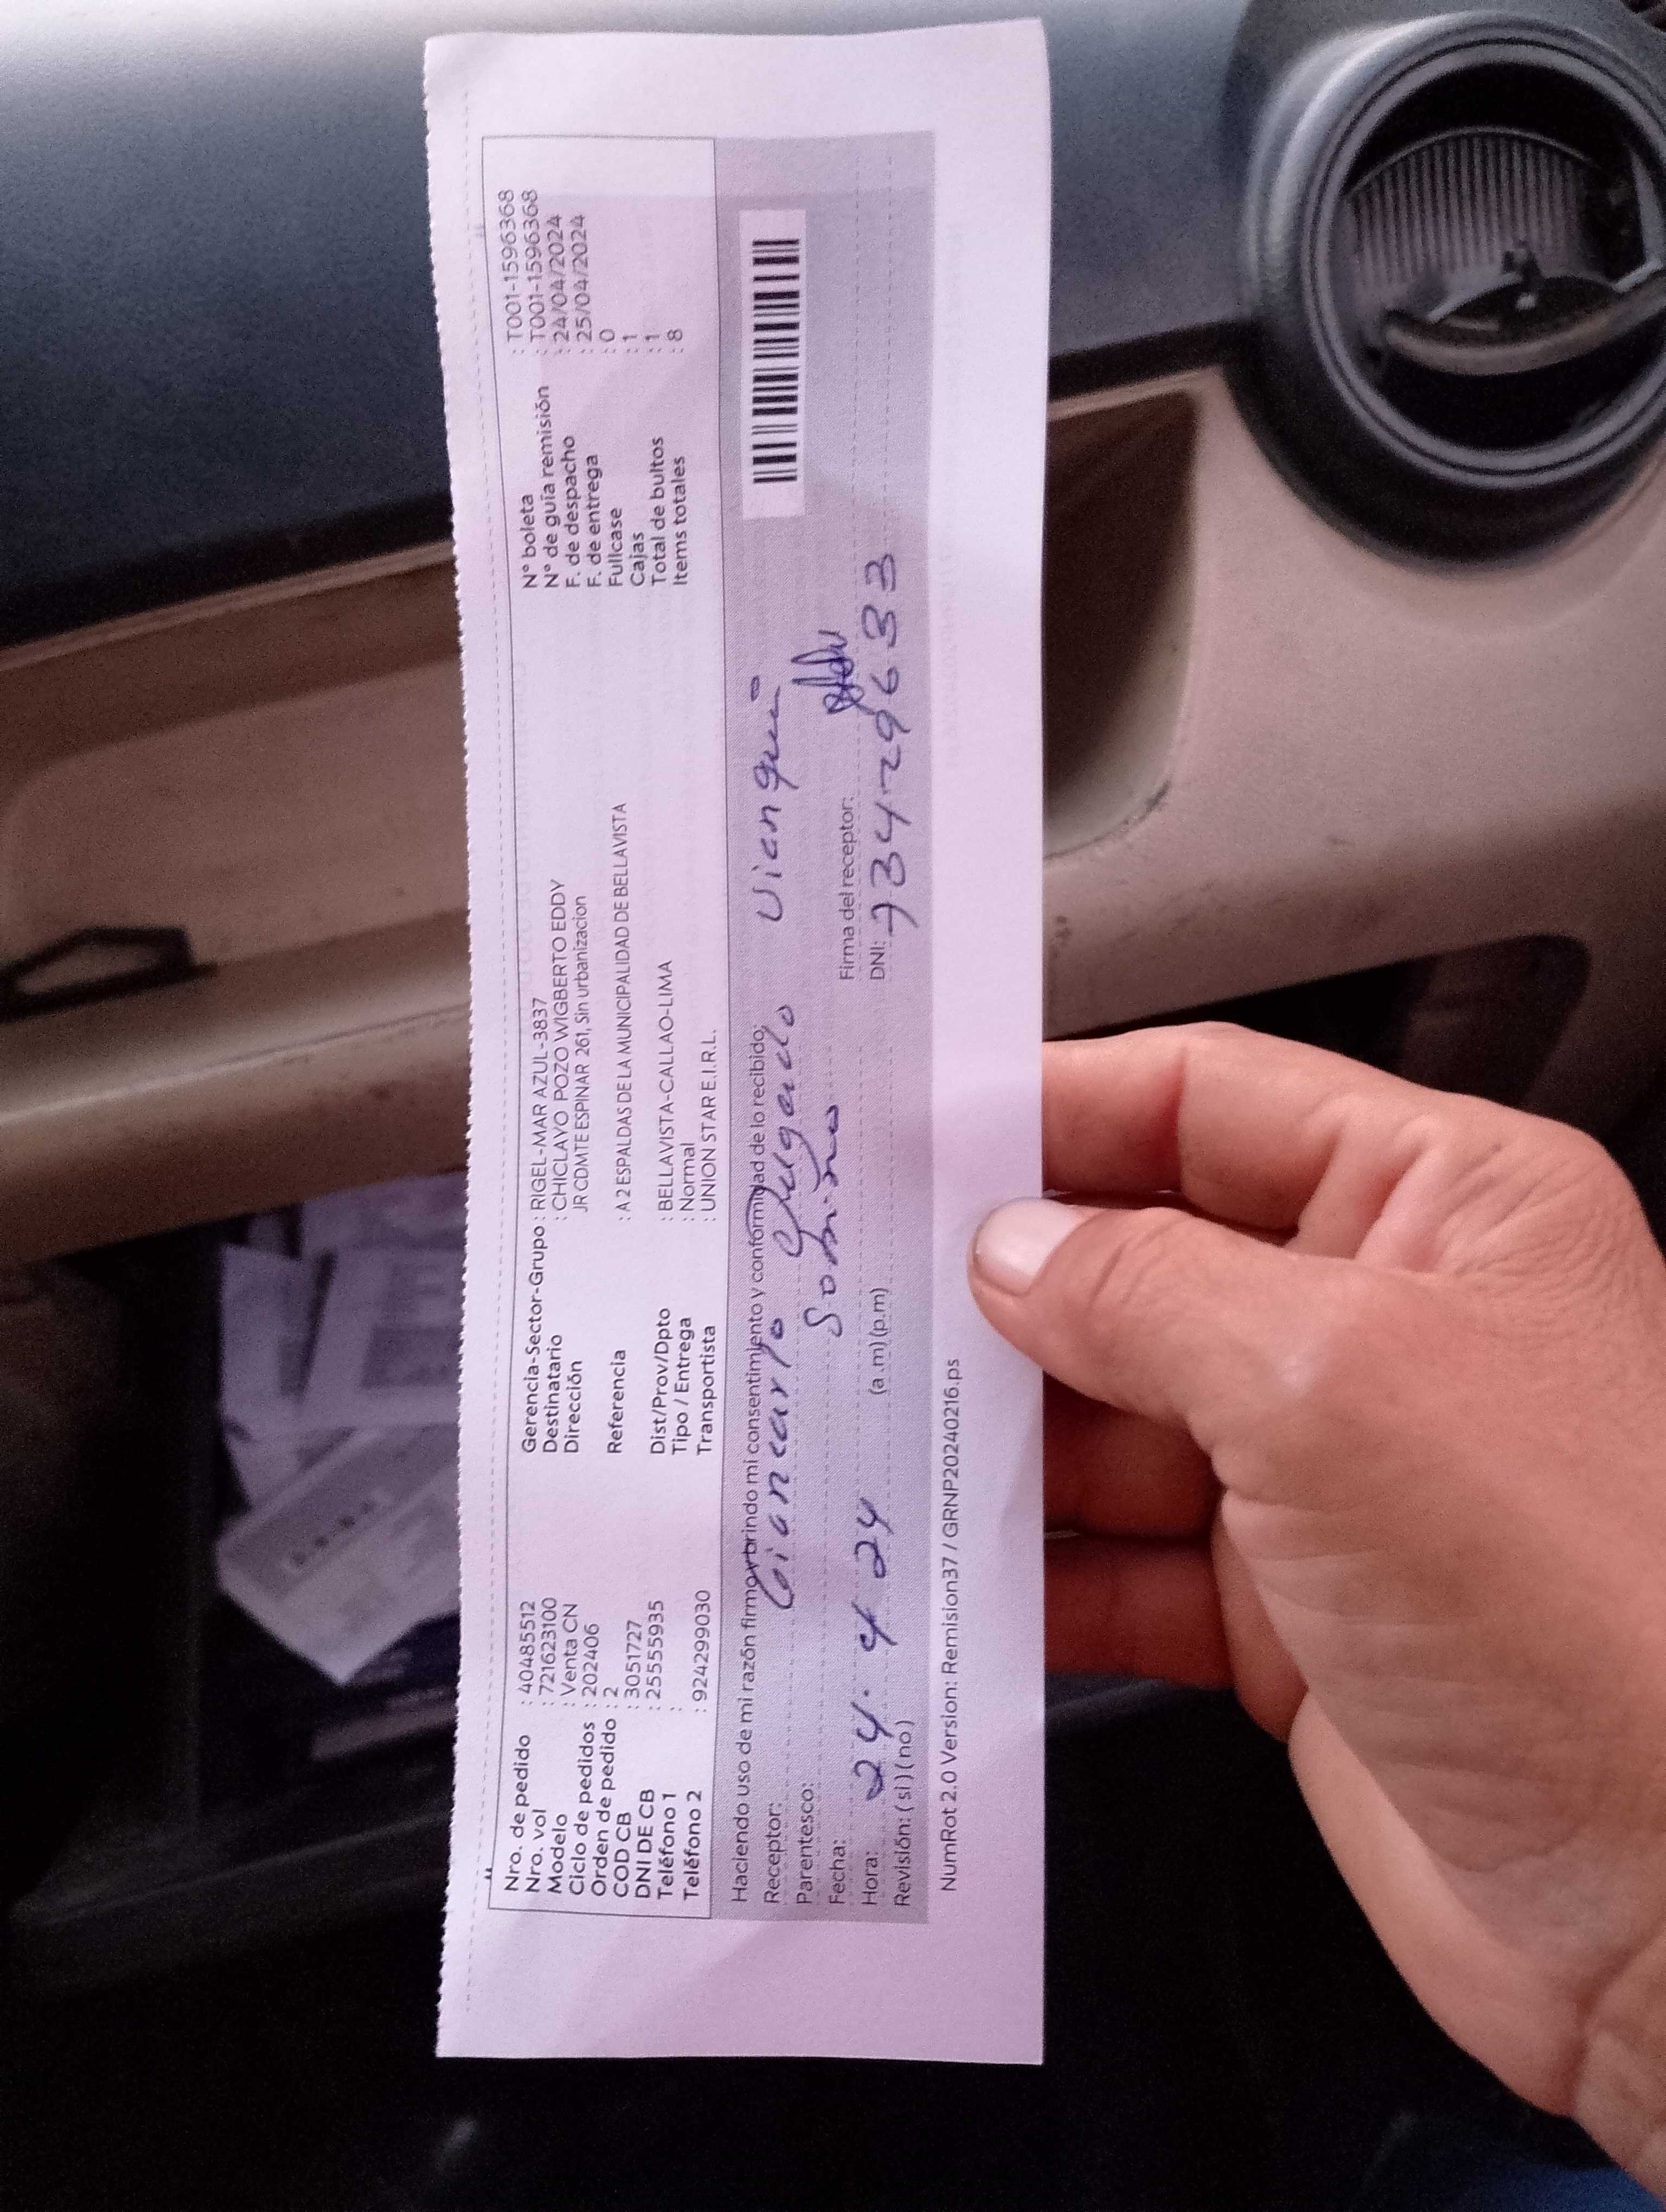 Nro. de pedido : 40485512
Nro. vol : 721623100
Modelo : Venta CN
Ciclo de pedidos : 202406
Orden de pedido : 2
COD CB : 3051727
DNI DE CB : 25555935
Teléfono 1 :
Teléfono 2 : 924299030
Gerencia-Sector-Grupo : RIGEL-MAR AZUL-3837
Destinatario : CHICLAYO POZO WIGBERTO EDDY
Dirección JR CDMTE ESPINAR 261, Sin urbanizacion
Referencia : A 2 ESPALDAS DE LA MUNICIPALIDAD DE BELLAVISTA
Dist/Prov/Dpto : BELLAVISTA-CALLAO-LIMA
Tipo / Entrega : Normal
Transportista : UNION STAR E.I.R.L.
N° boleta : T001-1596368
N° de guía remisión : T001-1596368
F. de despacho : 24/04/2024
F. de entrega : 25/04/2024
Fullcase : 0
Cajas : 1
Total de bultos : 1
Items totales : 8
Haciendo uso de mi razón firmo y brindo mi consentimiento y conformidad de lo recibido;
Receptor: Giancarlo Delgado
Parentesco: Sobrino
Fecha: 24. 4 24
Firma del receptor:
Hora: (a.m) (p.m) DNI: 73429633
Revisión: ( si ) ( no )
NumRot 2.0 Version: Remision37 / GRNP20240216.ps